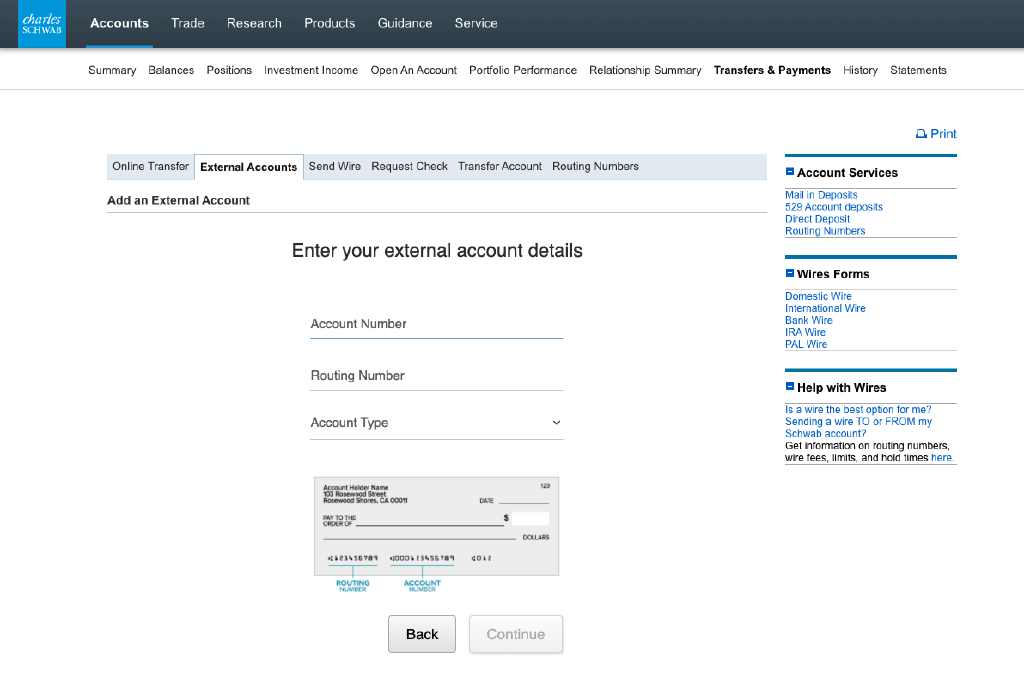 charles
SCHWAB
Accounts Trade Research Products Guidance Service
Summary Balances Positions Investment Income Open An Account Portfolio Performance Relationship Summary Transfers & Payments History Statements
Print
Online Transfer External Accounts Send Wire Request Check Transfer Account Routing Numbers
Add an External Account
Enter your external account details
Account Number
Routing Number
Account Type
Account Holder Name
103 Rosewood Street
Rosewood Shores, CA 00011
123
DATE
PAY TO THE
ORDER OF
$
DOLLARS
ROUTING
NUMBER
ACCOUNT
NUMBER
Back
Continue
Account Services
Mail in Deposits
529 Account deposits
Direct Deposit
Routing Numbers
Wires Forms
Domestic Wire
International Wire
Bank Wire
IRA Wire
PAL Wire
Help with Wires
Is a wire the best option for me?
Sending a wire TO or FROM my
Schwab account?
Get information on routing numbers,
wire fees, limits, and hold times here.